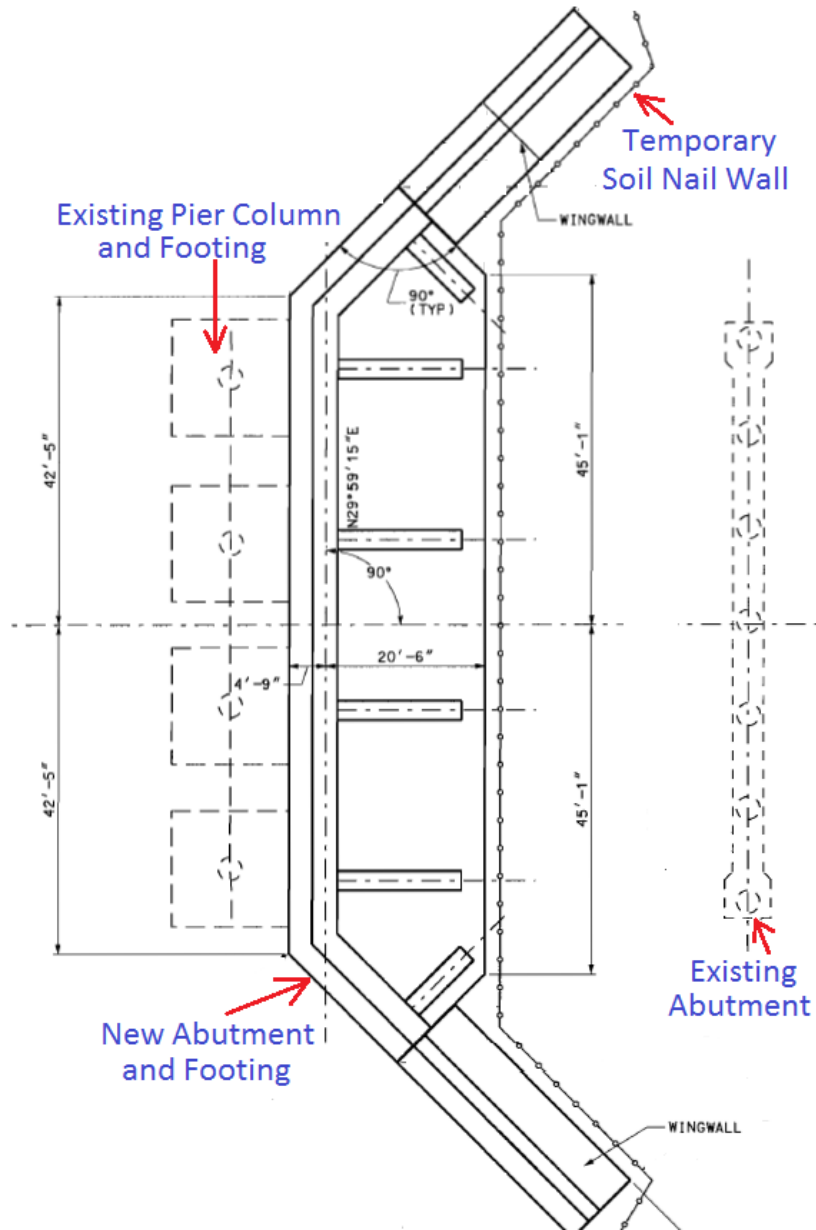 Temporary
Soil Nail Wall
WINGWALL
Existing Pier Column
and Footing
90°
(TYP)
42'-5"
45'-1"
N29°59'15"E
90°
20'-6"
4'-9"
42'-5"
45'-1"
Existing
Abutment
New Abutment
and Footing
WINGWALL